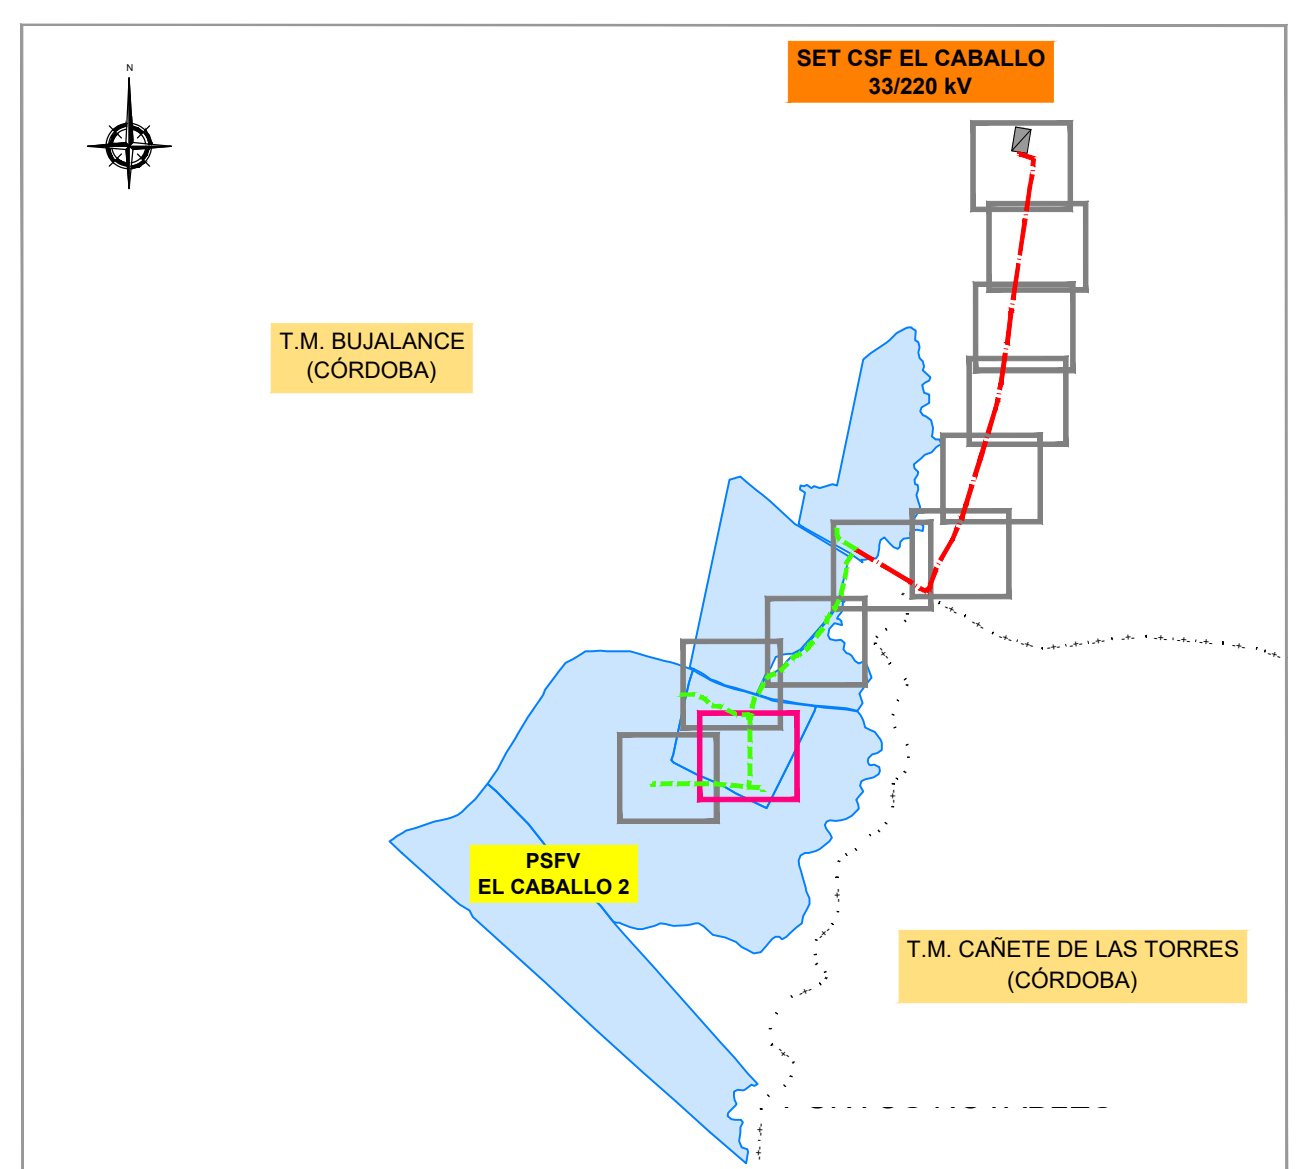 SET CSF EL CABALLO
33/220 kV
N
T.M. BUJALANCE
(CÓRDOBA)
PSFV
EL CABALLO 2
T.M. CAÑETE DE LAS TORRES
(CÓRDOBA)